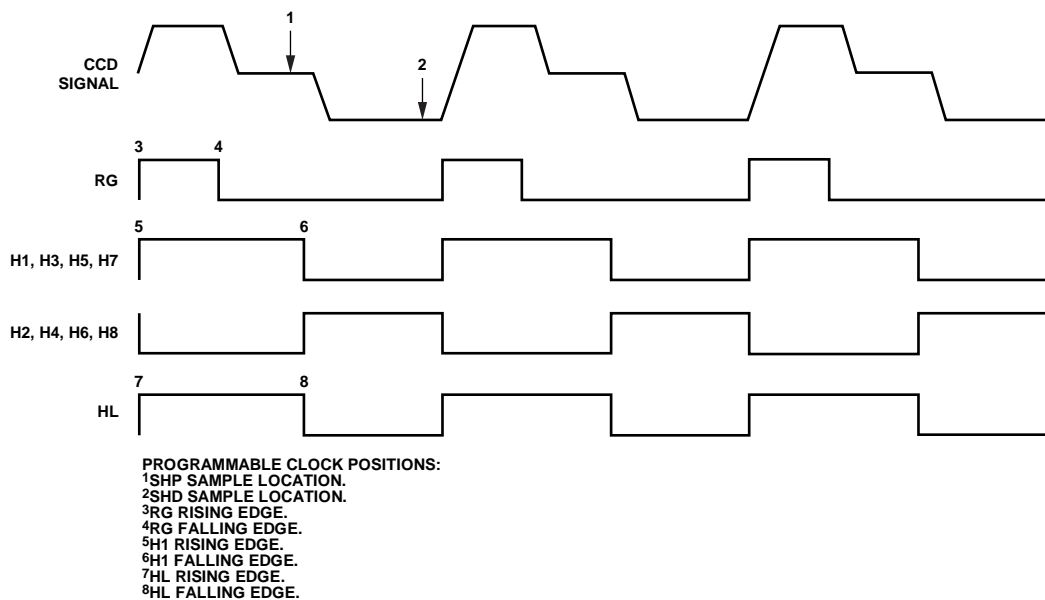 1
2
CCD
SIGNAL
3 4
RG
5 6
H1, H3, H5, H7
H2, H4, H6, H8
7 8
HL
PROGRAMMABLE CLOCK POSITIONS:
1SHP SAMPLE LOCATION.
2SHD SAMPLE LOCATION.
3RG RISING EDGE.
4RG FALLING EDGE.
5H1 RISING EDGE.
6H1 FALLING EDGE.
7HL RISING EDGE.
8HL FALLING EDGE.